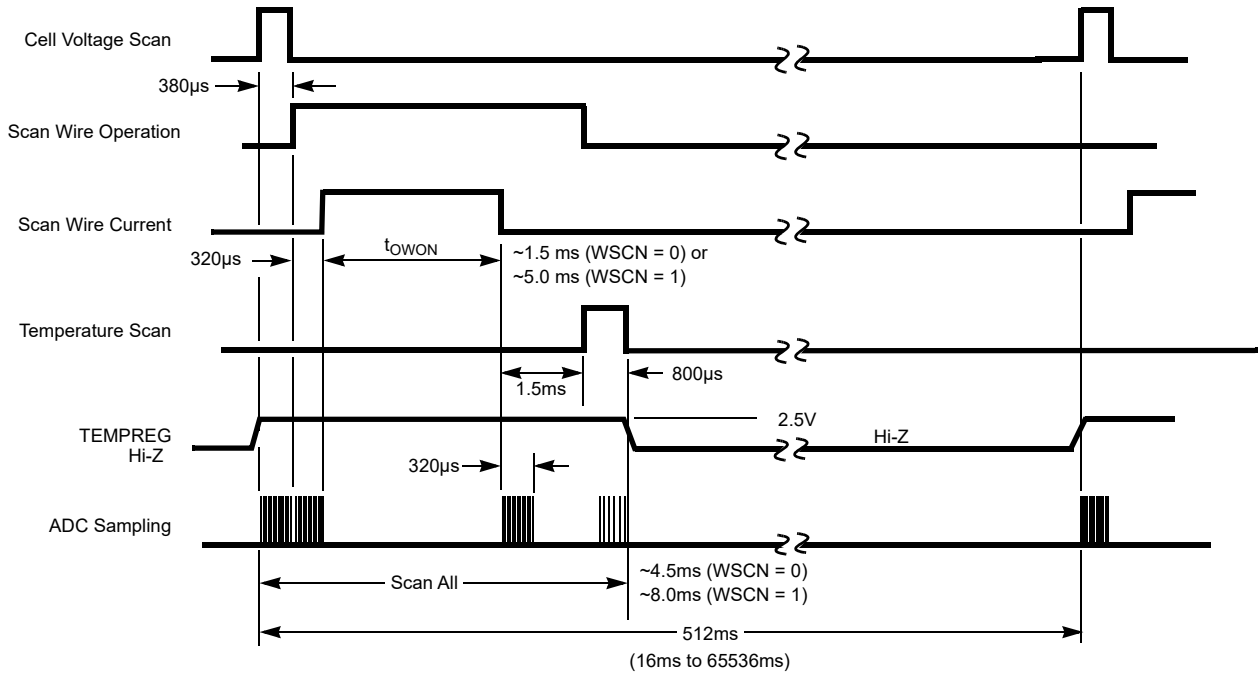 Cell Voltage Scan
380µs
Scan Wire Operation
Scan Wire Current
320µs
tOWON
~1.5 ms (WSCN = 0) or
~5.0 ms (WSCN = 1)
Temperature Scan
1.5ms
800µs
2.5V
TEMPREG
Hi-Z
Hi-Z
320µs
ADC Sampling
Scan All
~4.5ms (WSCN = 0)
~8.0ms (WSCN = 1)
512ms
(16ms to 65536ms)